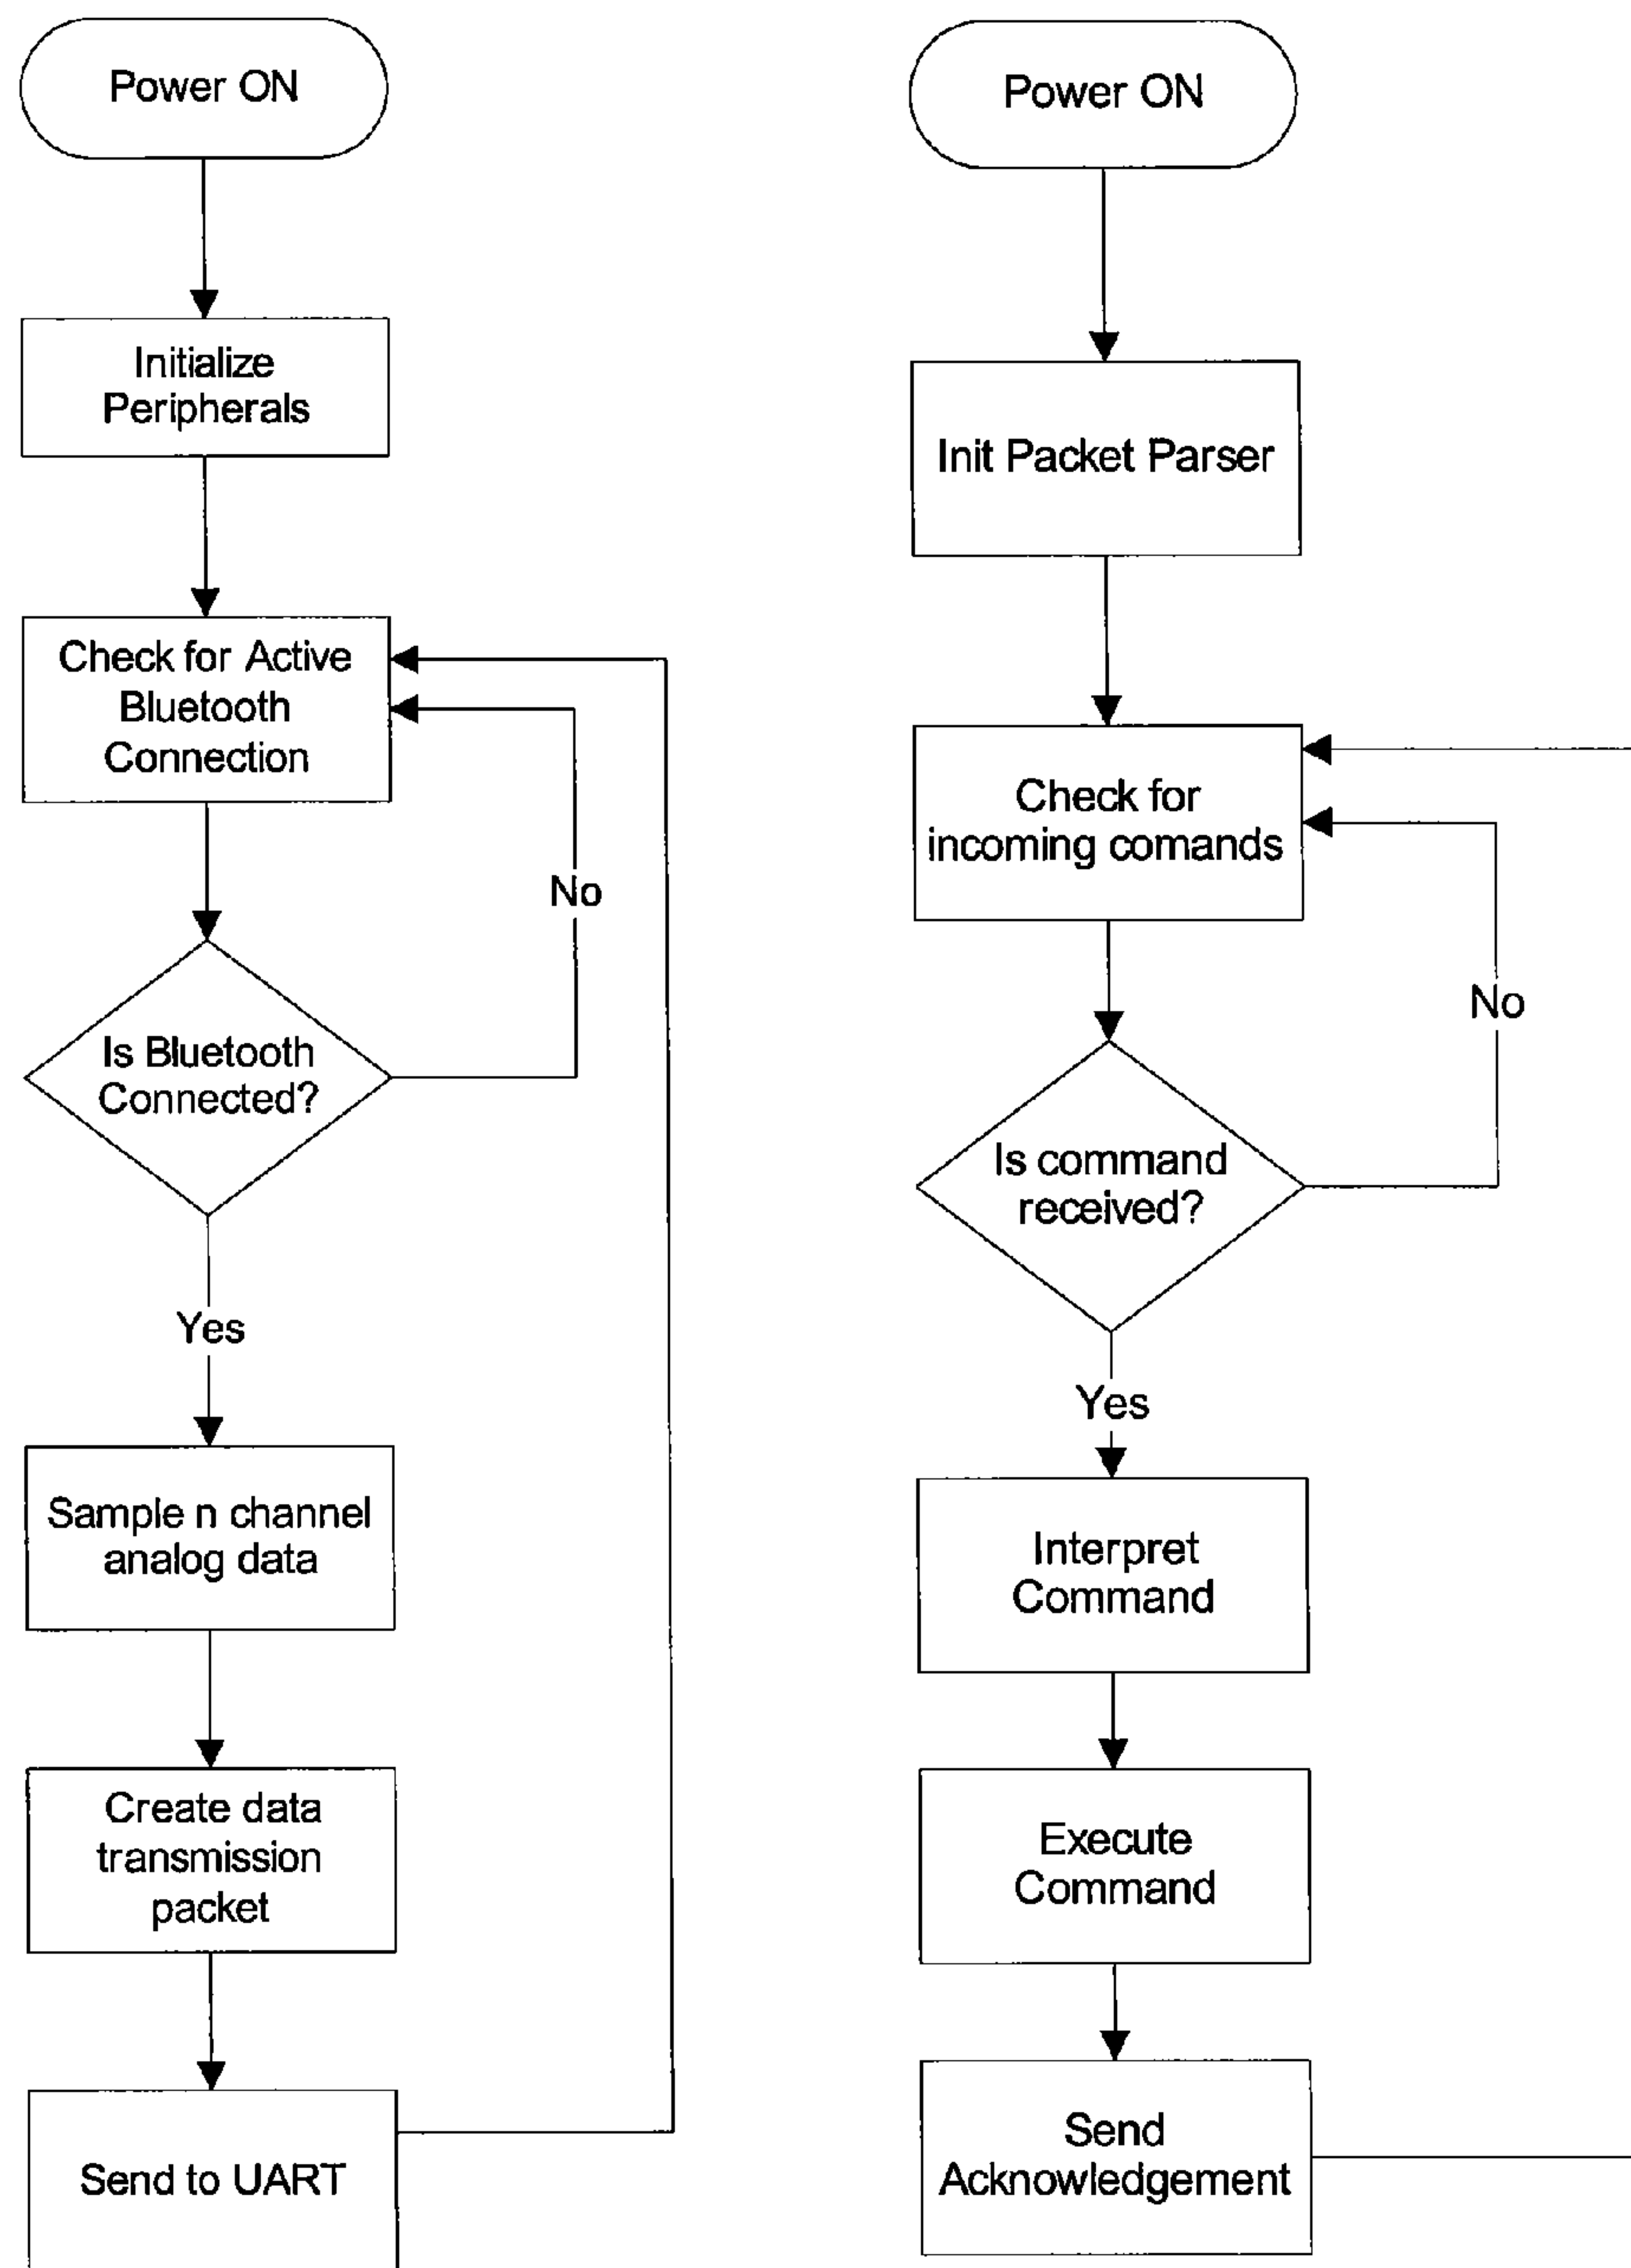 Power ON
Initialize
Peripherals
Check for Active
Bluetooth
Connection
No
Is Bluetooth
Connected?
Yes
Sample n channel
analog data
Create data
transmission
packet
Send to UART
Power ON
Init Packet Parser
Check for
incoming comands
No
Is command
received?
Yes
Interpret
Command
Execute
Command
Send
Acknowledgement